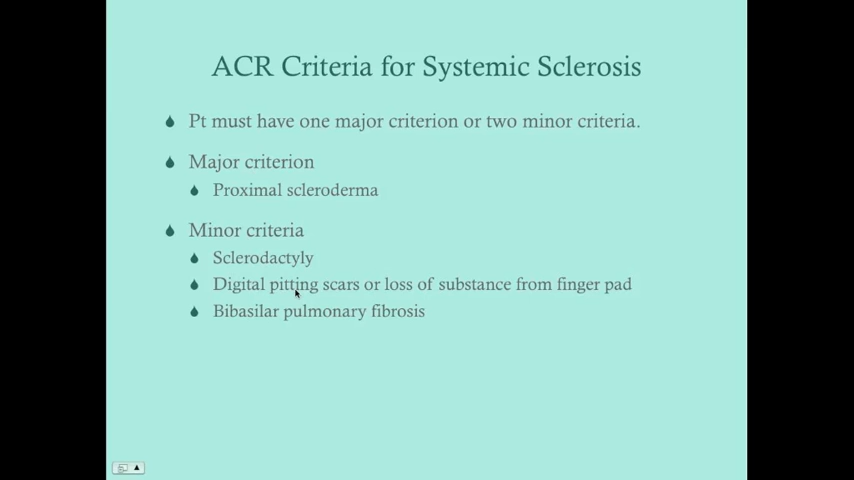 ACR Criteria for Systemic Sclerosis
Pt must have one major criterion or two minor criteria.
Major criterion
Proximal scleroderma
Minor criteria
Sclerodactyly
Digital pitting scars or loss of substance from finger pad
Bibasilar pulmonary fibrosis